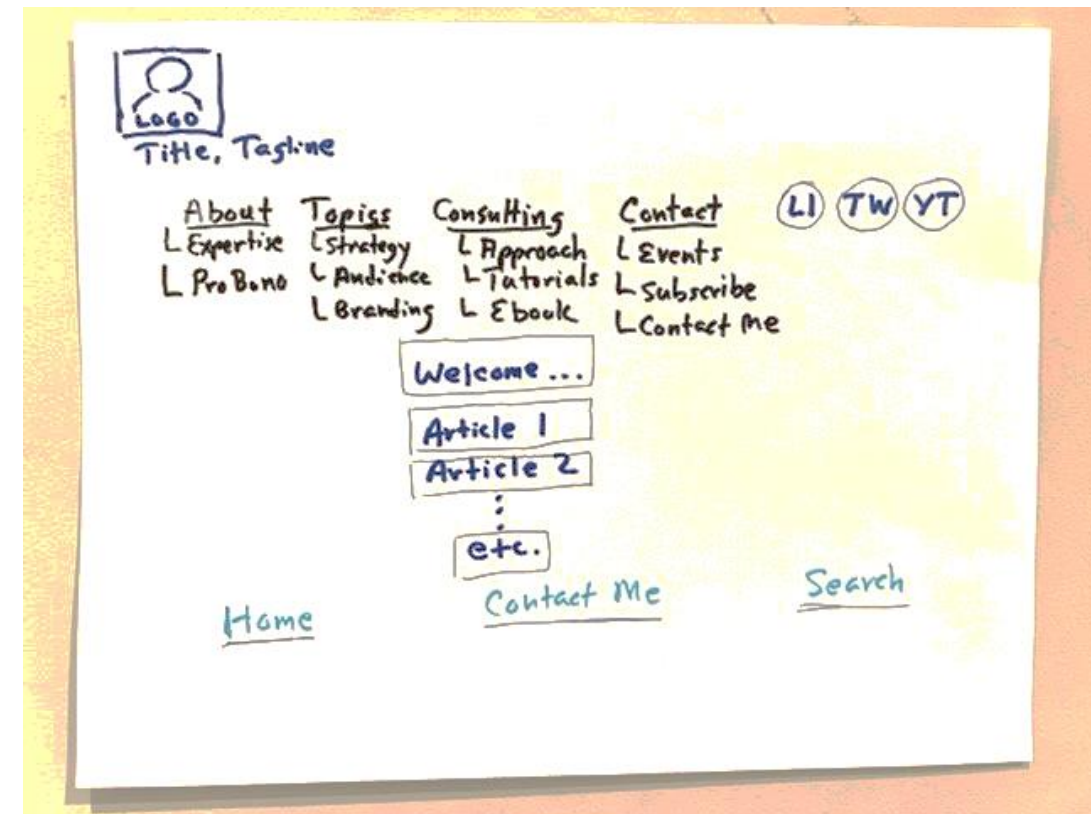 LOGO
Title, Tagline
About Topics Consulting Contact LI TW YT
Expertise Strategy Approach Events
Pro Bono Audience Tutorials Subscribe
Branding Ebook Contact Me
Welcome ...
Article 1
Article 2
etc.
Home Contact Me Search